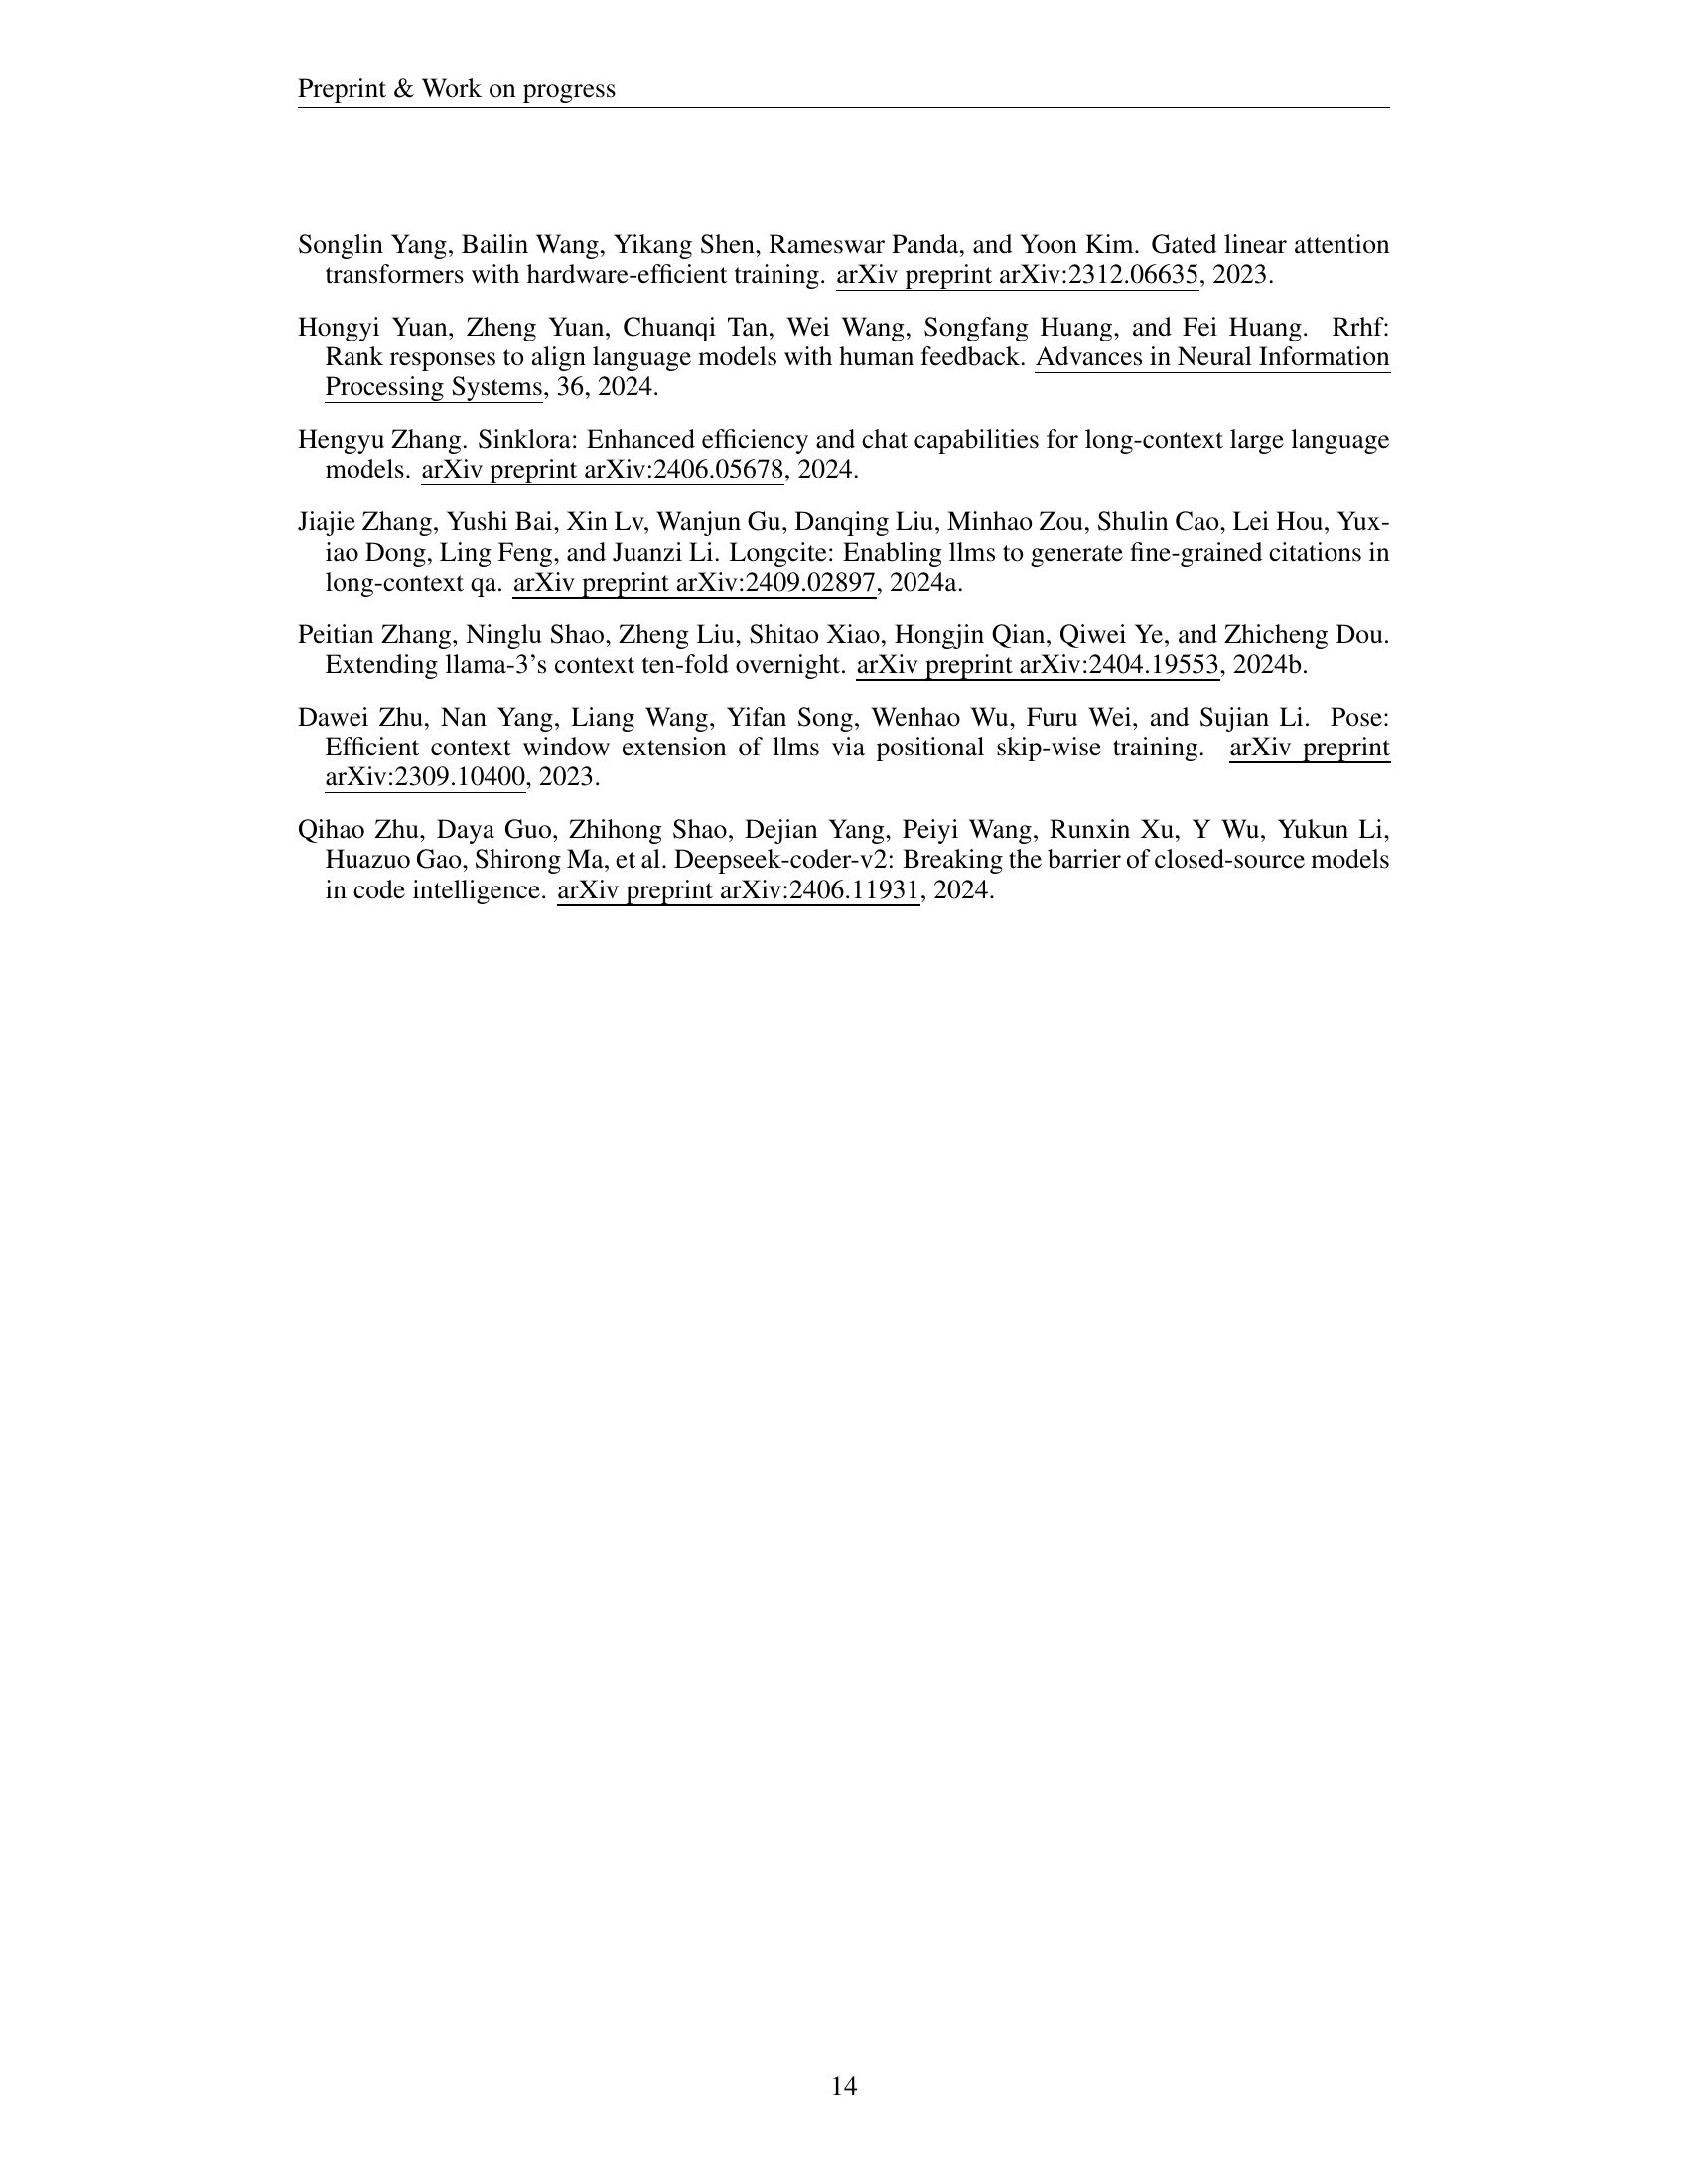 Preprint & Work on progress
Songlin Yang, Bailin Wang, Yikang Shen, Rameswar Panda, and Yoon Kim. Gated linear attention
transformers with hardware-efficient training. arXiv preprint arXiv:2312.06635, 2023.
Hongyi Yuan, Zheng Yuan, Chuanqi Tan, Wei Wang, Songfang Huang, and Fei Huang. Rrhf:
Rank responses to align language models with human feedback. Advances in Neural Information
Processing Systems, 36, 2024.
Hengyu Zhang. Sinklora: Enhanced efficiency and chat capabilities for long-context large language
models. arXiv preprint arXiv:2406.05678, 2024.
Jiajie Zhang, Yushi Bai, Xin Lv, Wanjun Gu, Danqing Liu, Minhao Zou, Shulin Cao, Lei Hou, Yux-
iao Dong, Ling Feng, and Juanzi Li. Longcite: Enabling llms to generate fine-grained citations in
long-context qa. arXiv preprint arXiv:2409.02897, 2024a.
Peitian Zhang, Ninglu Shao, Zheng Liu, Shitao Xiao, Hongjin Qian, Qiwei Ye, and Zhicheng Dou.
Extending llama-3's context ten-fold overnight. arXiv preprint arXiv:2404.19553, 2024b.
Dawei Zhu, Nan Yang, Liang Wang, Yifan Song, Wenhao Wu, Furu Wei, and Sujian Li. Pose:
Efficient context window extension of llms via positional skip-wise training. arXiv preprint
arXiv:2309.10400, 2023.
Qihao Zhu, Daya Guo, Zhihong Shao, Dejian Yang, Peiyi Wang, Runxin Xu, Y Wu, Yukun Li,
Huazuo Gao, Shirong Ma, et al. Deepseek-coder-v2: Breaking the barrier of closed-source models
in code intelligence. arXiv preprint arXiv:2406.11931, 2024.
14